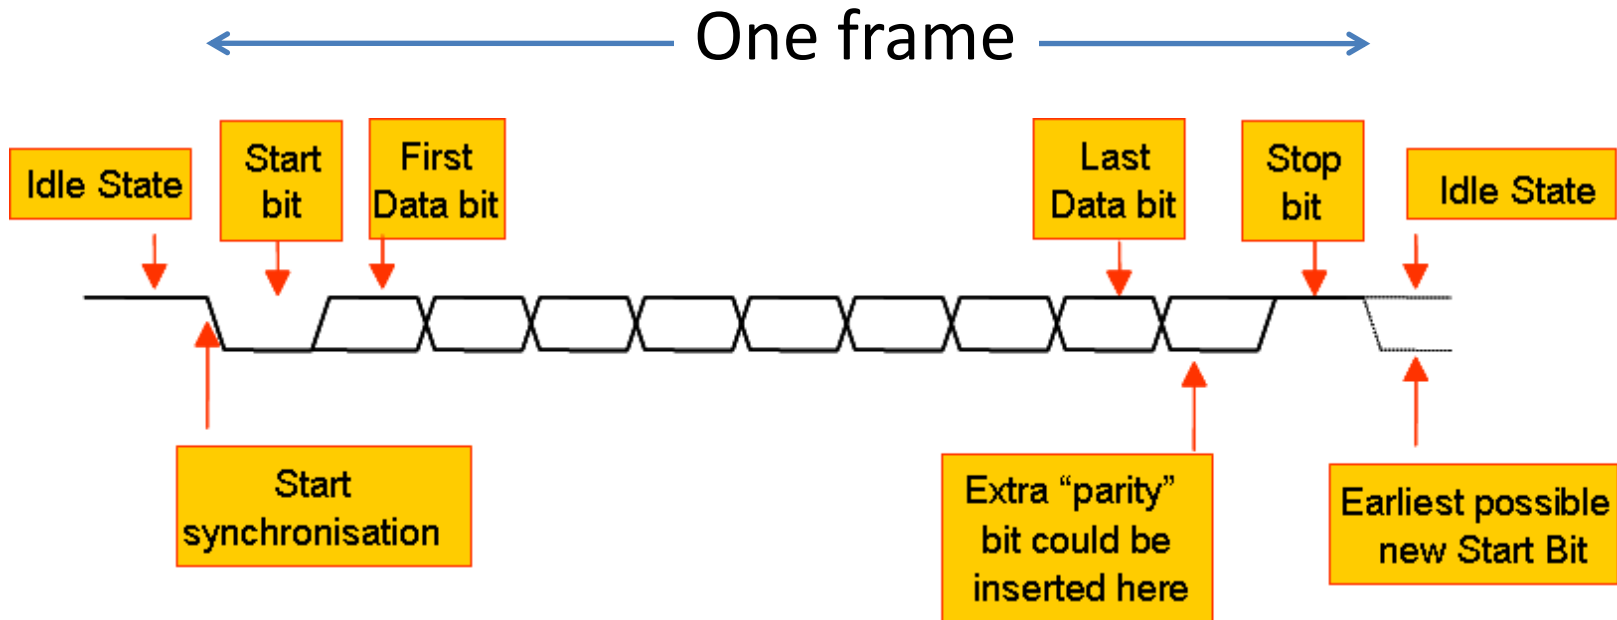 One frame
Idle State
Start
bit
First
Data bit
Last
Data bit
Stop
bit
Idle State
Start
synchronisation
Extra “parity”
bit could be
inserted here
Earliest possible
new Start Bit